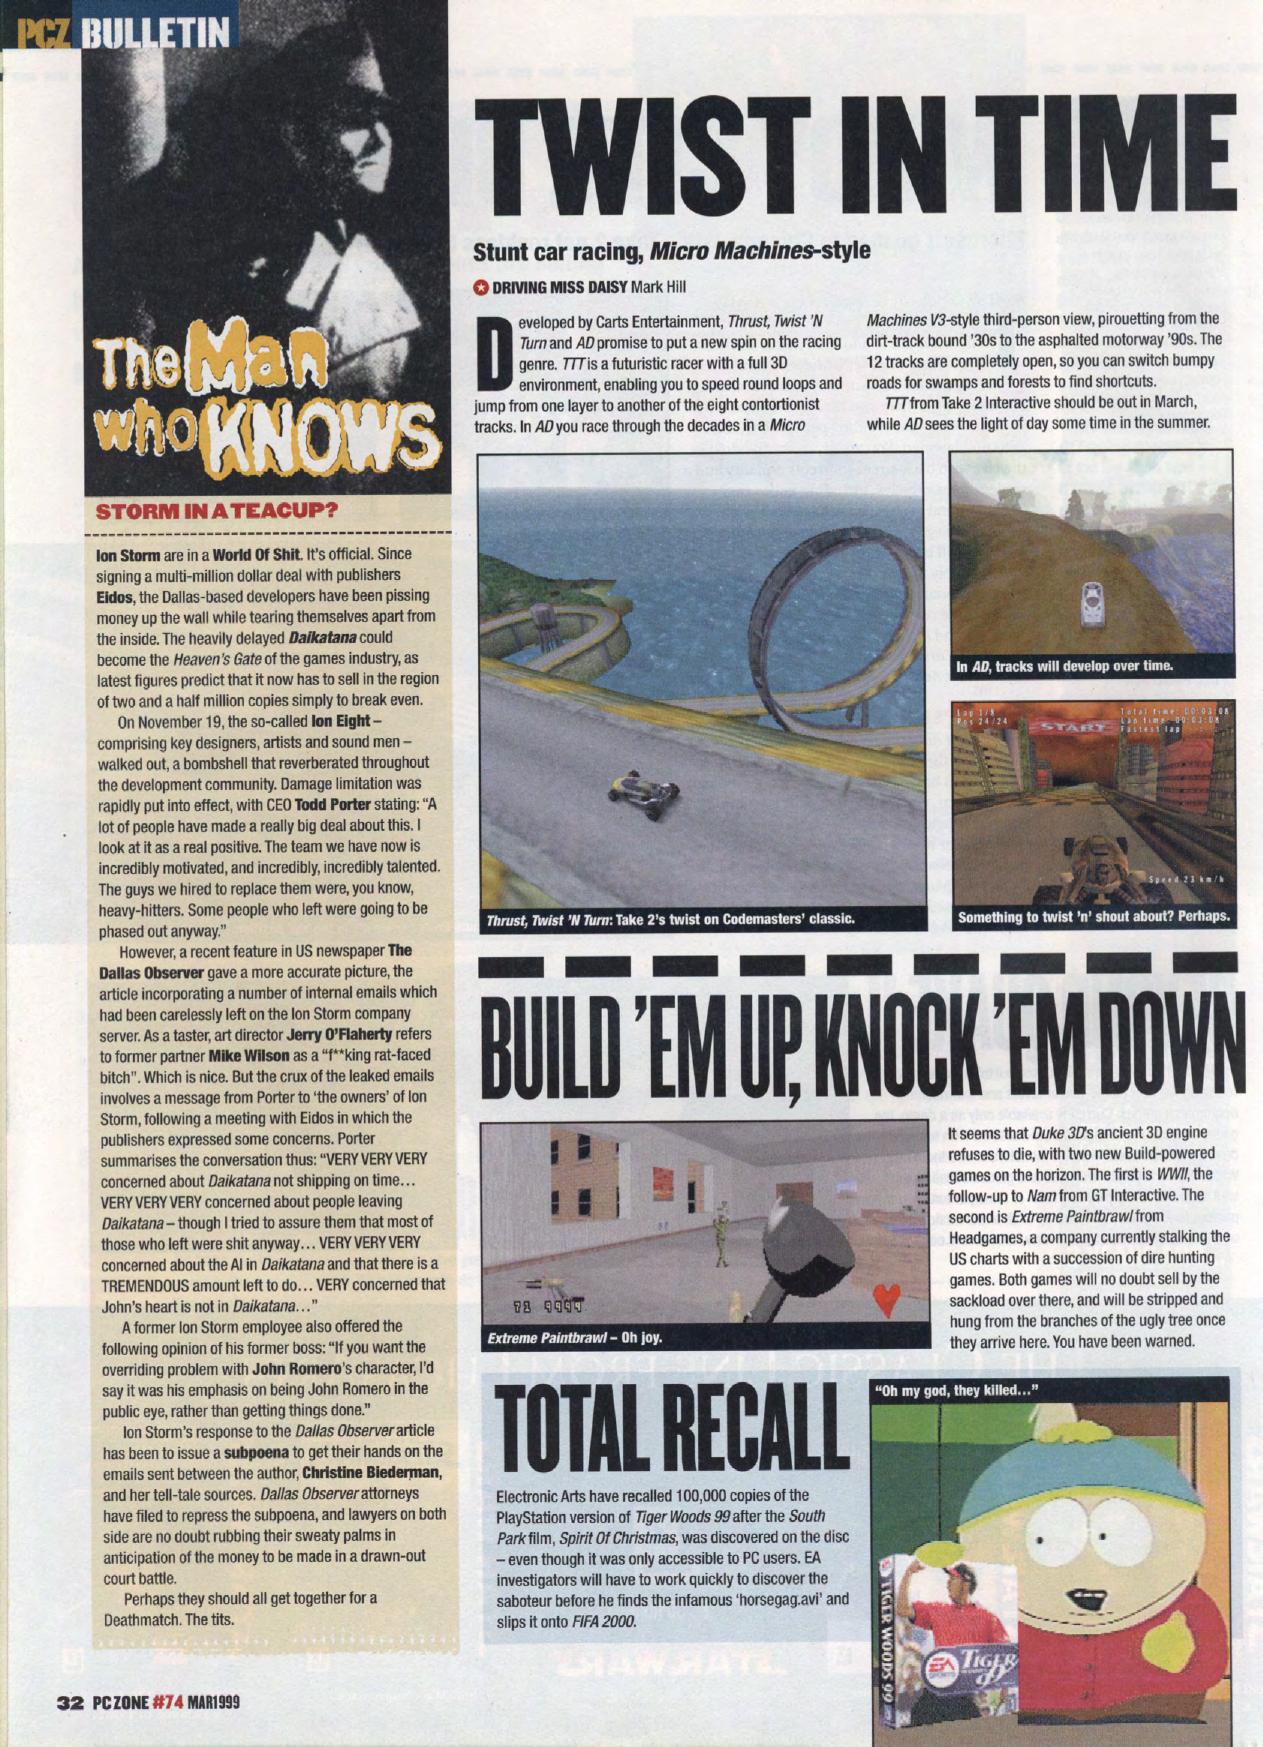 PCZ BULLETIN
The Man
who KNOWS
STORM IN A TEACUP?
Ion Storm are in a World Of Shit. It's official. Since
signing a multi-million dollar deal with publishers
Eidos, the Dallas-based developers have been pissing
money up the wall while tearing themselves apart from
the inside. The heavily delayed Daikatana could
become the Heaven's Gate of the games industry, as
latest figures predict that it now has to sell in the region
of two and a half million copies simply to break even.
On November 19, the so-called Ion Eight –
comprising key designers, artists and sound men –
walked out, a bombshell that reverberated throughout
the development community. Damage limitation was
rapidly put into effect, with CEO Todd Porter stating: “A
lot of people have made a really big deal about this. I
look at it as a real positive. The team we have now is
incredibly motivated, and incredibly, incredibly talented.
The guys we hired to replace them were, you know,
heavy-hitters. Some people who left were going to be
phased out anyway.”
However, a recent feature in US newspaper The
Dallas Observer gave a more accurate picture, the
article incorporating a number of internal emails which
had been carelessly left on the Ion Storm company
server. As a taster, art director Jerry O'Flaherty refers
to former partner Mike Wilson as a “f**king rat-faced
bitch”. Which is nice. But the crux of the leaked emails
involves a message from Porter to ‘the owners’ of Ion
Storm, following a meeting with Eidos in which the
publishers expressed some concerns. Porter
summarises the conversation thus: “VERY VERY VERY
concerned about Daikatana not shipping on time...
VERY VERY VERY concerned about people leaving
Daikatana – though I tried to assure them that most of
those who left were shit anyway... VERY VERY VERY
concerned about the AI in Daikatana and that there is a
TREMENDOUS amount left to do... VERY concerned that
John's heart is not in Daikatana...”
A former Ion Storm employee also offered the
following opinion of his former boss: “If you want the
overriding problem with John Romero's character, I'd
say it was his emphasis on being John Romero in the
public eye, rather than getting things done.”
Ion Storm's response to the Dallas Observer article
has been to issue a subpoena to get their hands on the
emails sent between the author, Christine Biederman,
and her tell-tale sources. Dallas Observer attorneys
have filed to repress the subpoena, and lawyers on both
side are no doubt rubbing their sweaty palms in
anticipation of the money to be made in a drawn-out
court battle.
Perhaps they should all get together for a
Deathmatch. The tits.
TWIST IN TIME
Stunt car racing, Micro Machines-style
DRIVING MISS DAISY Mark Hill
Developed by Carts Entertainment, Thrust, Twist 'N
Turn and AD promise to put a new spin on the racing
genre. TTT is a futuristic racer with a full 3D
environment, enabling you to speed round loops and
jump from one layer to another of the eight contortionist
tracks. In AD you race through the decades in a Micro
Machines V3-style third-person view, pirouetting from the
dirt-track bound '30s to the asphalted motorway '90s. The
12 tracks are completely open, so you can switch bumpy
roads for swamps and forests to find shortcuts.
TTT from Take 2 Interactive should be out in March,
while AD sees the light of day some time in the summer.
Thrust, Twist 'N Turn: Take 2's twist on Codemasters' classic.
In AD, tracks will develop over time.
Lap 1/8
Pos 24/24
START
Total time: 00:03:08
Lap time: 00:03:08
Fastest lap
Speed 23 km/h
Something to twist 'n' shout about? Perhaps.
BUILD 'EM UP, KNOCK 'EM DOWN
71 9999
Extreme Paintbrawl – Oh joy.
It seems that Duke 3D's ancient 3D engine
refuses to die, with two new Build-powered
games on the horizon. The first is WWII, the
follow-up to Nam from GT Interactive. The
second is Extreme Paintbrawl from
Headgames, a company currently stalking the
US charts with a succession of dire hunting
games. Both games will no doubt sell by the
sackload over there, and will be stripped and
hung from the branches of the ugly tree once
they arrive here. You have been warned.
TOTAL RECALL
Electronic Arts have recalled 100,000 copies of the
PlayStation version of Tiger Woods 99 after the South
Park film, Spirit Of Christmas, was discovered on the disc
– even though it was only accessible to PC users. EA
investigators will have to work quickly to discover the
saboteur before he finds the infamous ‘horsegag.avi’ and
slips it onto FIFA 2000.
“Oh my god, they killed...”
TIGER WOODS 99
EA SPORTS
TIGER
99
32 PC ZONE #74 MAR 1999